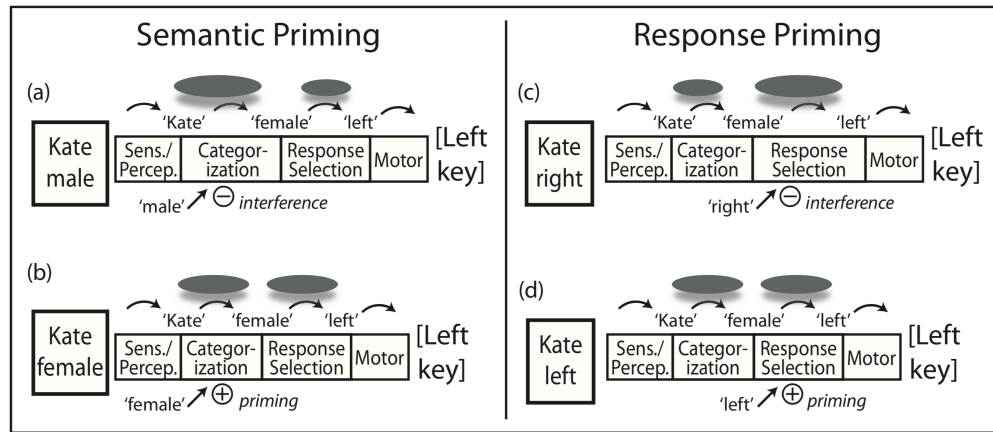 Semantic Priming
(a)
'Kate' 'female' 'left'
Kate
male
Sens./
Percep.
Categor-
ization
Response
Selection
Motor
[Left
key]
'male' − interference
(b)
'Kate' 'female' 'left'
Kate
female
Sens./
Percep.
Categor-
ization
Response
Selection
Motor
[Left
key]
'female' + priming
Response Priming
(c)
'Kate' 'female' 'left'
Kate
right
Sens./
Percep.
Categor-
ization
Response
Selection
Motor
[Left
key]
'right' − interference
(d)
'Kate' 'female' 'left'
Kate
left
Sens./
Percep.
Categor-
ization
Response
Selection
Motor
[Left
key]
'left' + priming